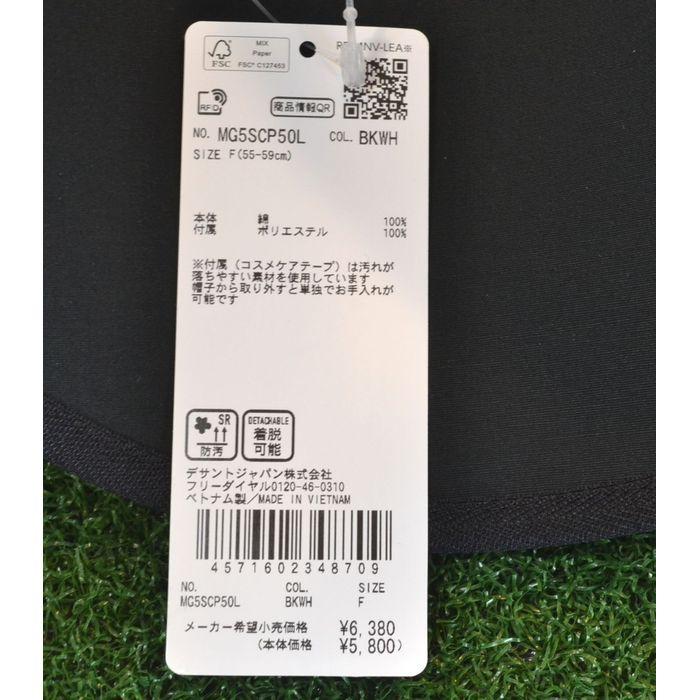 MIX
Paper
FSC
FSC® C127453
NV-LEA※
RFID
商品情報QR
NO. MG5SCP50L COL. BKWH
SIZE F(55-59cm)
本体 綿 100%
付属 ポリエステル 100%
※付属（コスメケアテープ）は汚れが
落ちやすい素材を使用しています
帽子から取り外すと単独でお手入れが
可能です
SR
防汚
DETACHABLE
着脱
可能
デサントジャパン株式会社
フリーダイヤル0120-46-0310
ベトナム製／MADE IN VIETNAM
4571602348709
NO. COL. SIZE
MG5SCP50L BKWH F
メーカー希望小売価格 ¥6,380
(本体価格 ¥5,800)